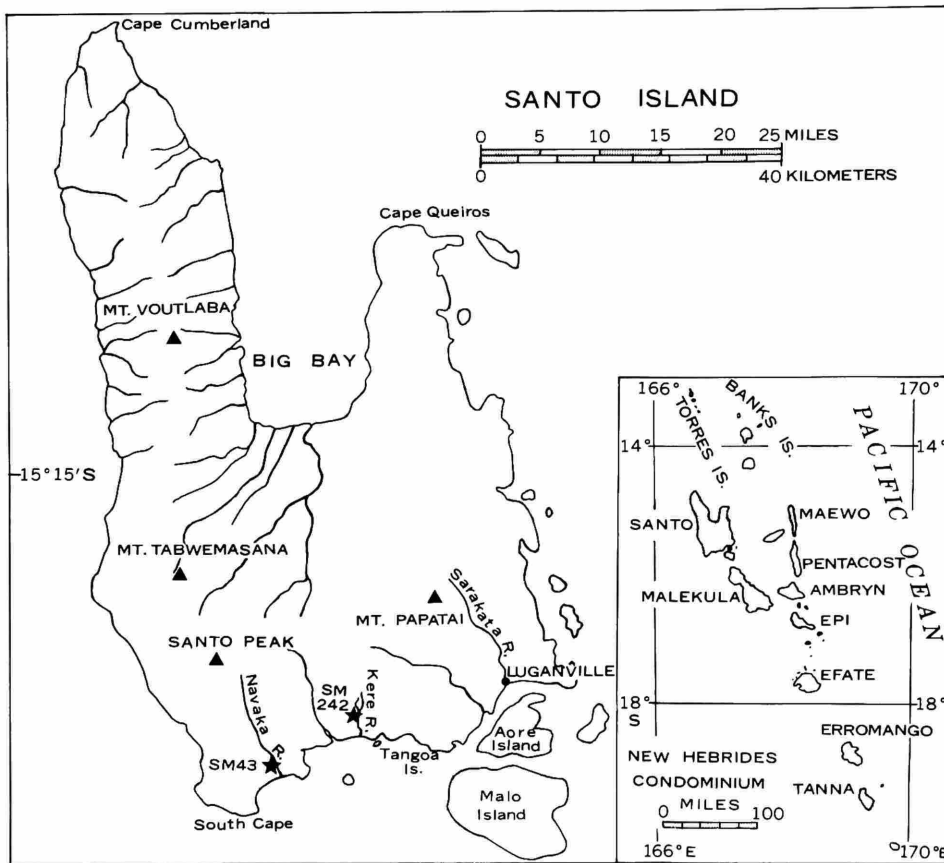 Cape Cumberland
SANTO ISLAND
0 5 10 15 20 25 MILES
0 40 KILOMETERS
Cape Queiros
MT. VOUTLABA
BIG BAY
15°15'S
MT. TABWEMASANA
MT. PAPATAI
Sarakata R.
SANTO PEAK
LUGANVILLE
Navaka R.
SM
242
Kere R.
SM43
Tangoa
Is.
Aore
Island
Malo
Island
South Cape
166° 170°
BANKS IS.
TORRES IS.
PACIFIC OCEAN
14° 14°
SANTO
MAEWO
PENTACOST
MALEKULA
AMBRYN
EPI
EFATE
18°
S
18°
ERROMANGO
NEW HEBRIDES
CONDOMINIUM
TANNA
MILES
0 100
166°E 170°E